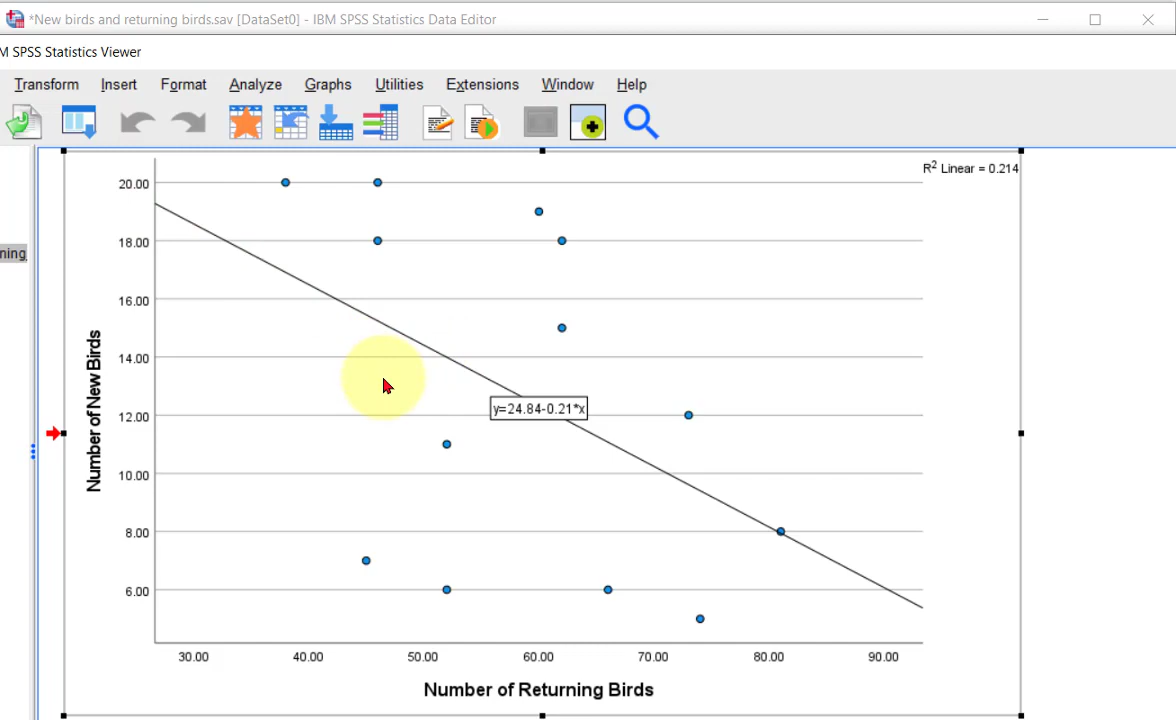 *New birds and returning birds.sav [DataSet0] - IBM SPSS Statistics Data Editor
M SPSS Statistics Viewer
Transform Insert Format Analyze Graphs Utilities Extensions Window Help
R2 Linear = 0.214
20.00
18.00
ning
16.00
14.00
Number of New Birds
y=24.84-0.21*x
12.00
10.00
8.00
6.00
30.00 40.00 50.00 60.00 70.00 80.00 90.00
Number of Returning Birds